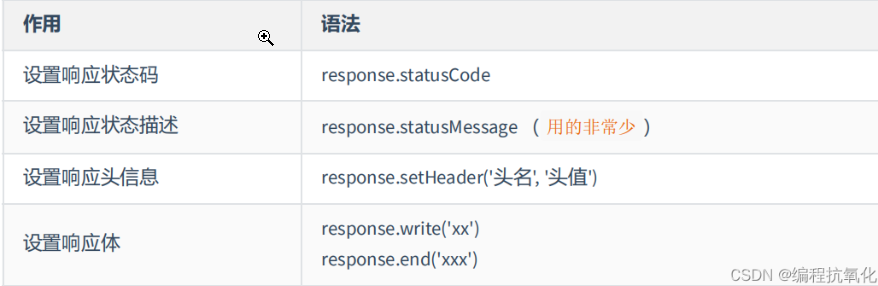 作用 语法
设置响应状态码 response.statusCode
设置响应状态描述 response.statusMessage （ 用的非常少 ）
设置响应头信息 response.setHeader('头名', '头值')
设置响应体 response.write('xx')
response.end('xxx')
CSDN @编程抗氧化